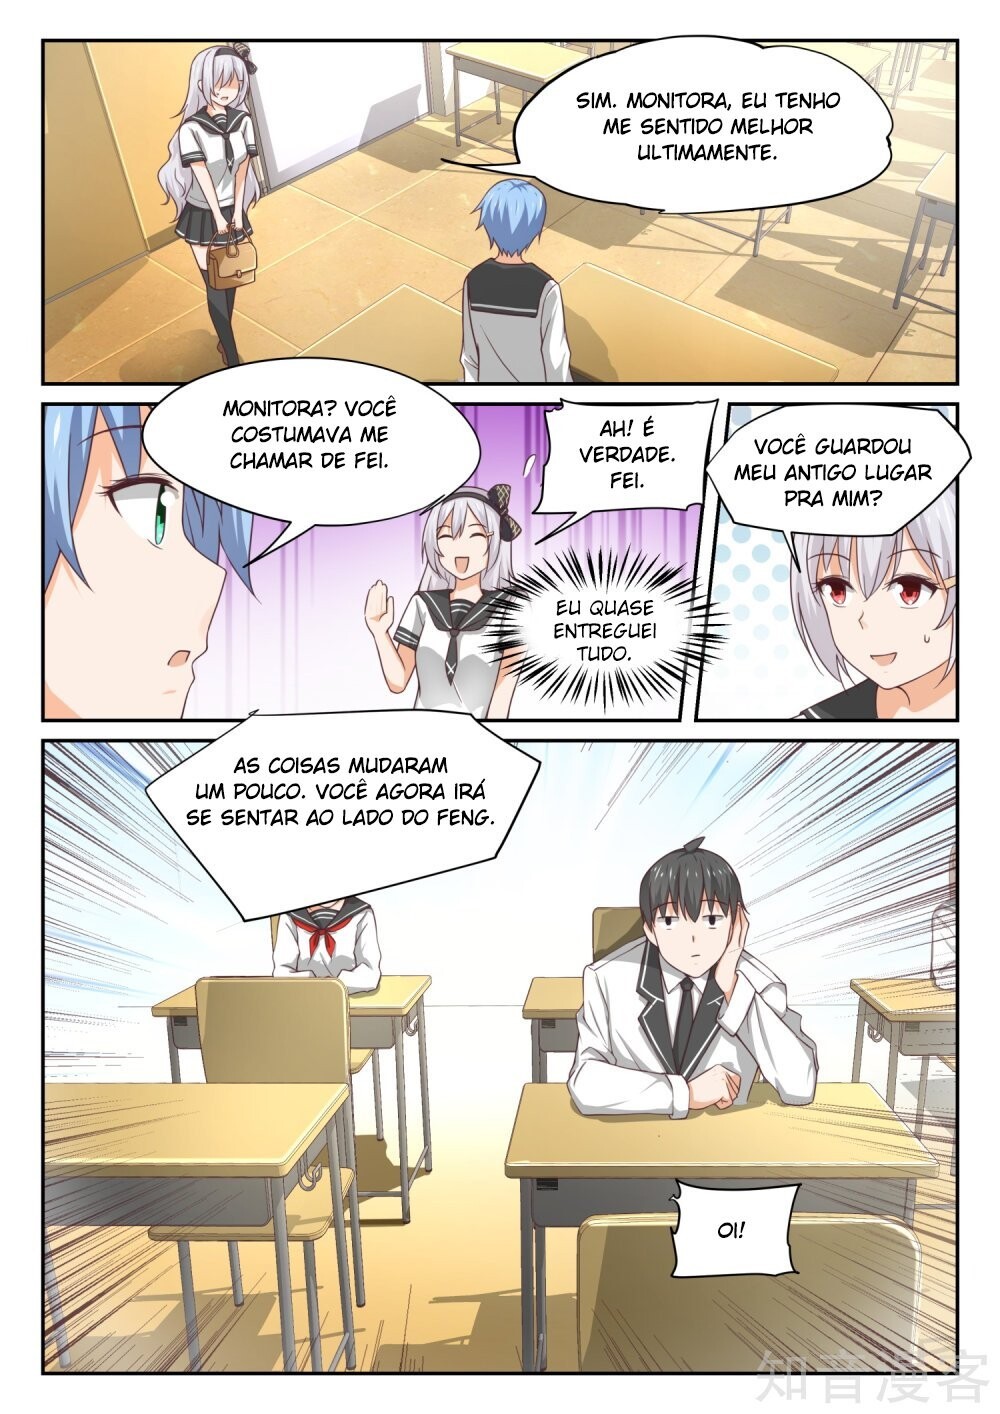 SIM. MONITORA, EU TENHO
ME SENTIDO MELHOR
ULTIMAMENTE.
MONITORA? VOCÊ
COSTUMAVA ME
CHAMAR DE FEI.
AH! É
VERDADE.
FEI.
EU QUASE
ENTREGUEI
TUDO.
VOCÊ GUARDOU
MEU ANTIGO LUGAR
PRA MIM?
AS COISAS MUDARAM
UM POUCO. VOCÊ AGORA IRÁ
SE SENTAR AO LADO DO FENG.
OI!
知音漫客